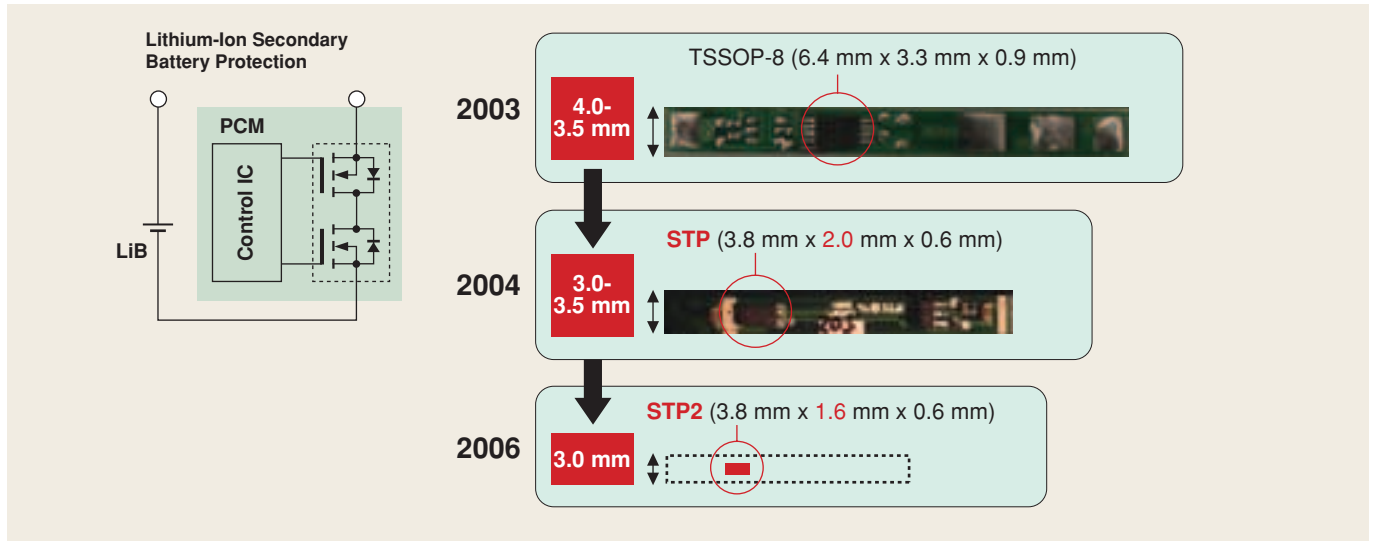 Lithium-Ion Secondary
Battery Protection
PCM
Control IC
LiB
2003
4.0-
3.5 mm
TSSOP-8 (6.4 mm x 3.3 mm x 0.9 mm)
2004
3.0-
3.5 mm
STP (3.8 mm x 2.0 mm x 0.6 mm)
2006
3.0 mm
STP2 (3.8 mm x 1.6 mm x 0.6 mm)